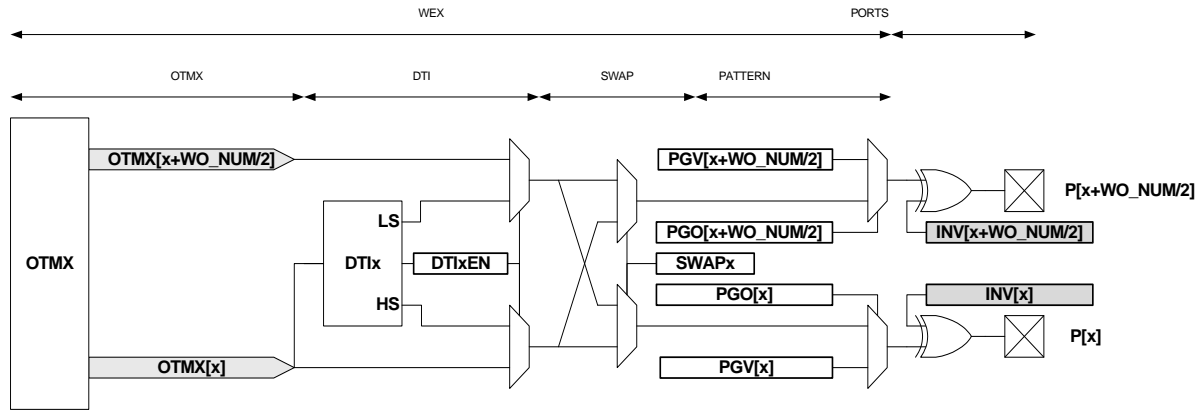 WEX PORTS
OTMX DTI SWAP PATTERN
OTMX[x+WO_NUM/2] PGV[x+WO_NUM/2]
P[x+WO_NUM/2]
LS
PGO[x+WO_NUM/2] INV[x+WO_NUM/2]
OTMX DTIx DTIxEN SWAPx
HS PGO[x] INV[x]
P[x]
OTMX[x] PGV[x]